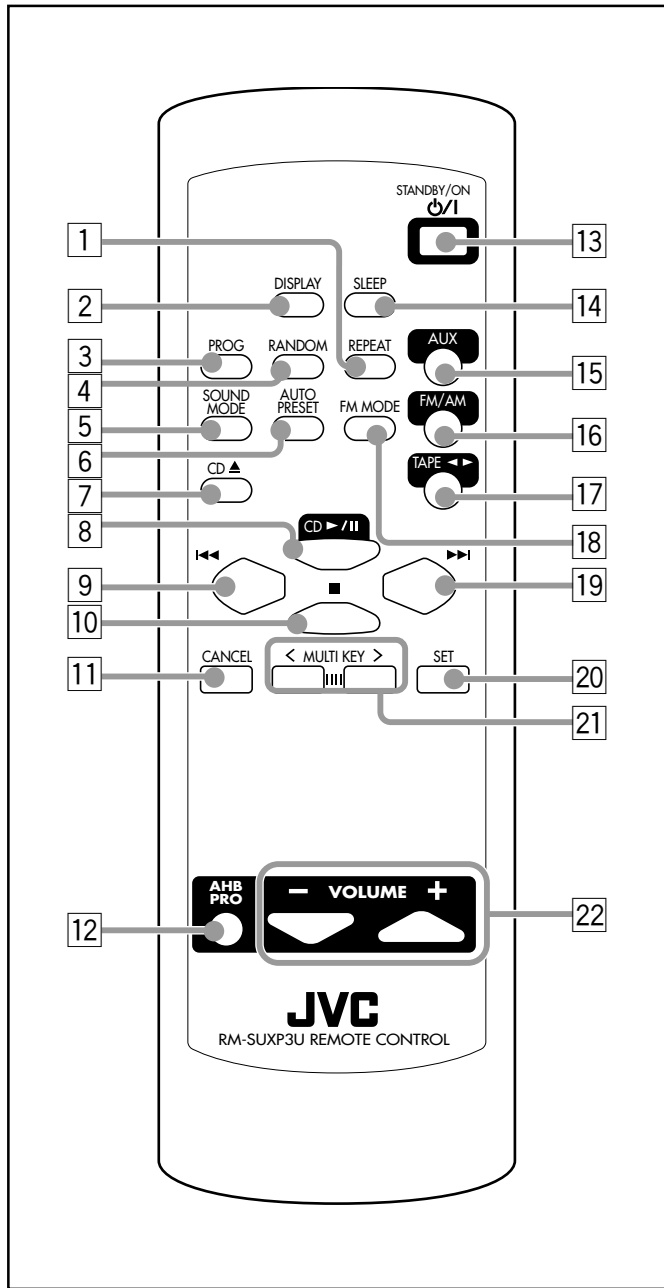 STANDBY/ON
⏻/I
1
13
DISPLAY
SLEEP
2
14
PROG
RANDOM
REPEAT
AUX
3
4
15
SOUND
MODE
AUTO
PRESET
FM MODE
FM/AM
5
6
16
CD ⏏
TAPE ◄ ►
7
17
CD ►/II
8
18
I◄◄
►►I
9
■
19
10
CANCEL
< MULTI KEY >
SET
11
20
21
AHB
PRO
– VOLUME +
12
22
JVC
RM-SUXP3U REMOTE CONTROL